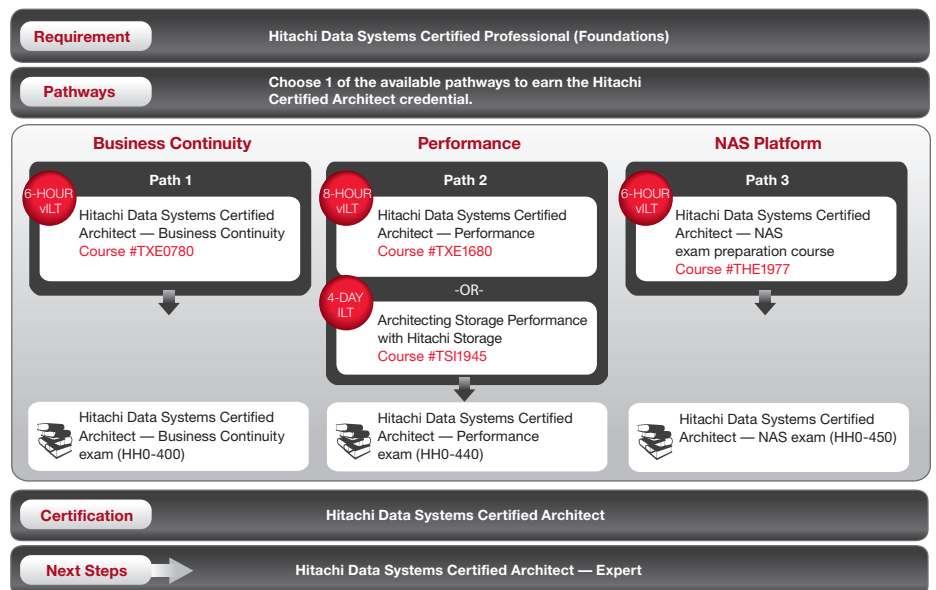 Requirement
Hitachi Data Systems Certified Professional (Foundations)
Pathways
Choose 1 of the available pathways to earn the Hitachi
Certified Architect credential.
Business Continuity
Path 1
6-HOUR
vILT
Hitachi Data Systems Certified
Architect — Business Continuity
Course #TXE0780
Hitachi Data Systems Certified
Architect — Business Continuity
exam (HH0-400)
Performance
Path 2
8-HOUR
vILT
Hitachi Data Systems Certified
Architect — Performance
Course #TXE1680
-OR-
4-DAY
ILT
Architecting Storage Performance
with Hitachi Storage
Course #TSI1945
Hitachi Data Systems Certified
Architect — Performance
exam (HH0-440)
NAS Platform
Path 3
6-HOUR
vILT
Hitachi Data Systems Certified
Architect — NAS
exam preparation course
Course #THE1977
Hitachi Data Systems Certified
Architect — NAS exam (HH0-450)
Certification
Hitachi Data Systems Certified Architect
Next Steps
Hitachi Data Systems Certified Architect — Expert